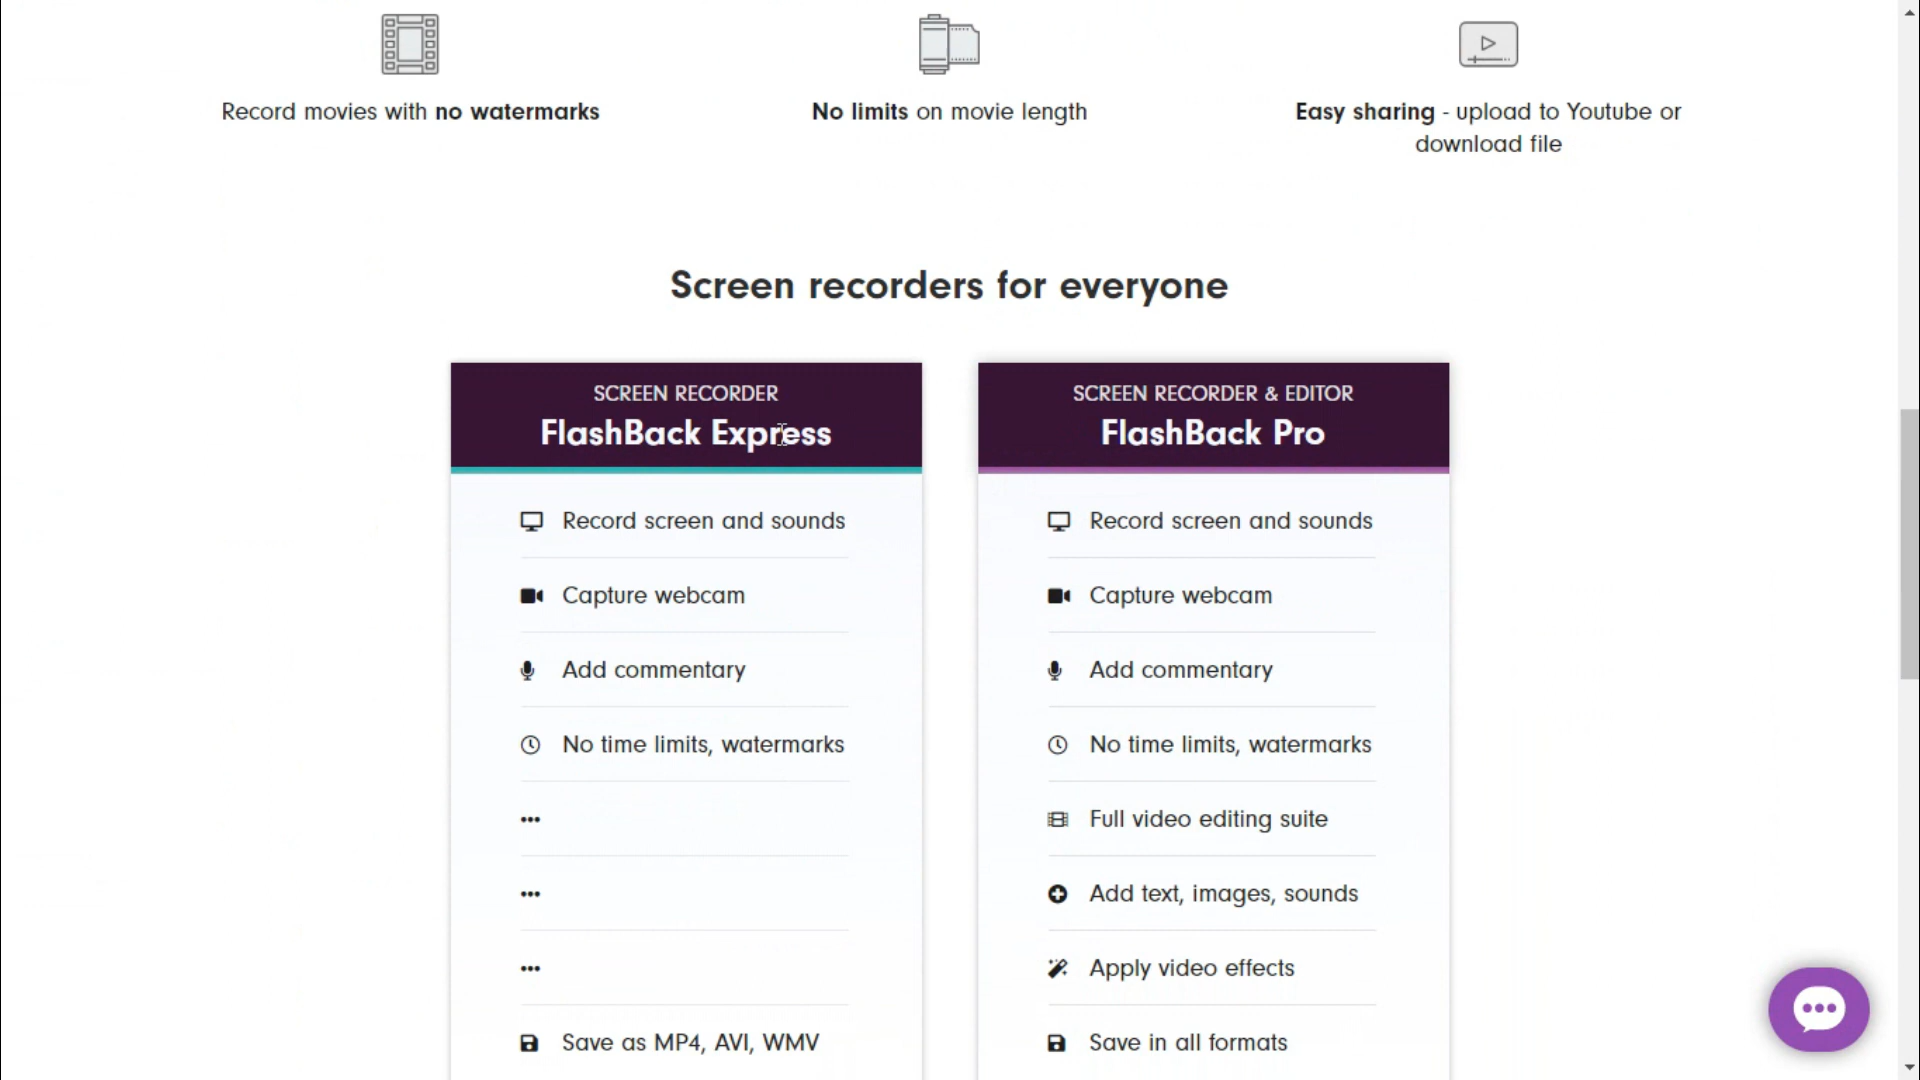 Record movies with no watermarks
No limits on movie length
Easy sharing - upload to Youtube or
download file
Screen recorders for everyone
SCREEN RECORDER
FlashBack Express
Record screen and sounds
Capture webcam
Add commentary
No time limits, watermarks
Save as MP4, AVI, WMV
SCREEN RECORDER & EDITOR
FlashBack Pro
Record screen and sounds
Capture webcam
Add commentary
No time limits, watermarks
Full video editing suite
Add text, images, sounds
Apply video effects
Save in all formats